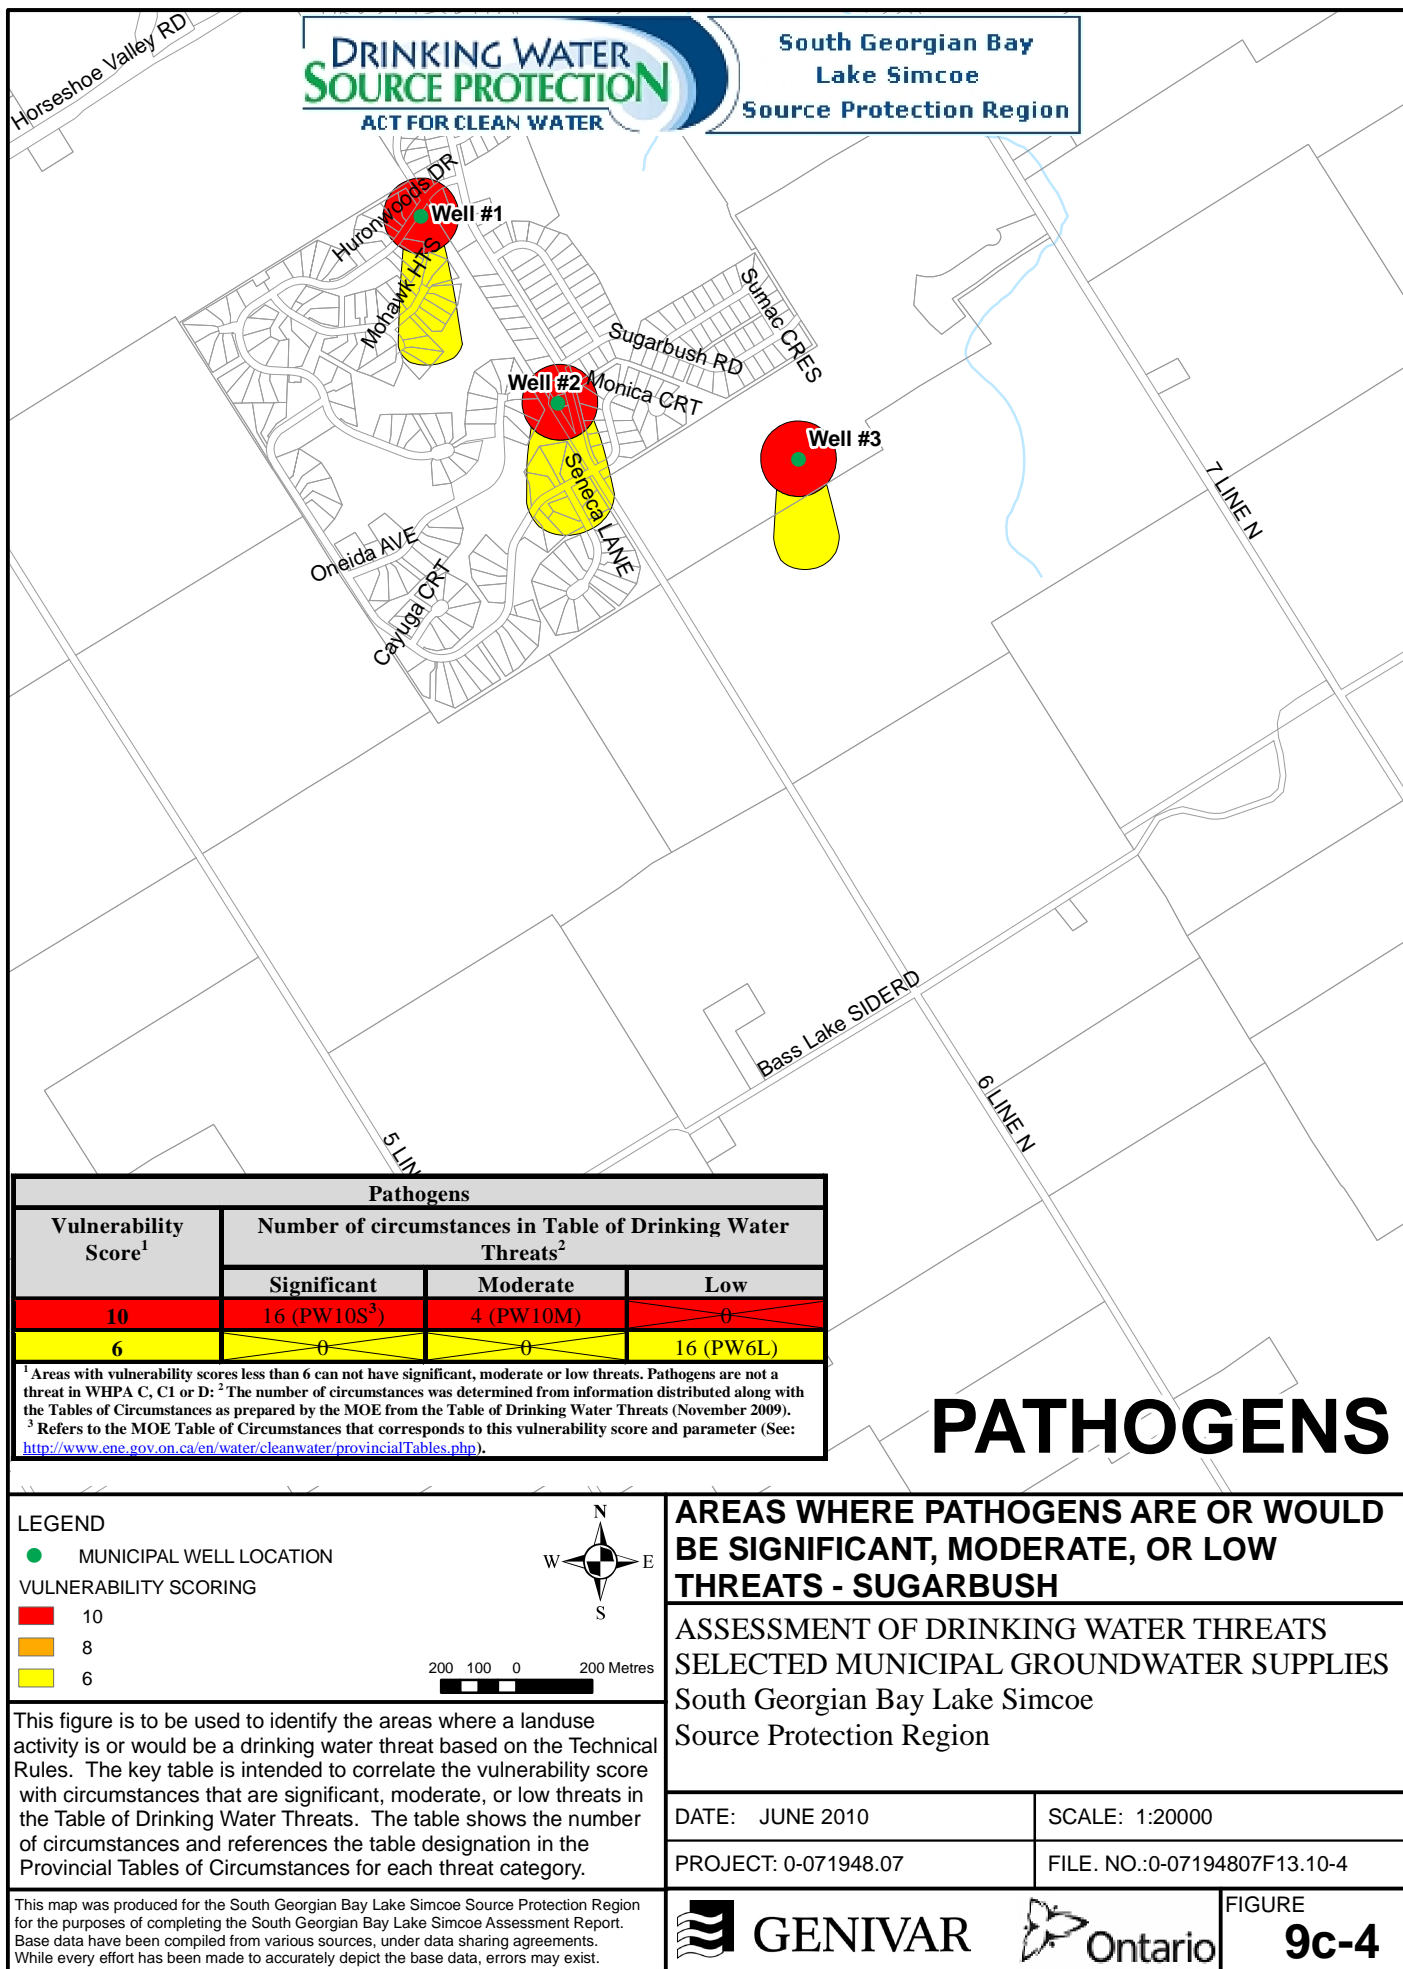 Horseshoe Valley RD
DRINKING WATER
SOURCE PROTECTION
ACT FOR CLEAN WATER
South Georgian Bay
Lake Simcoe
Source Protection Region
Huronwoods DR
Well #1
Mohawk HTS
Sumac CRES
Sugarbush RD
Well #2
Monica CRT
Well #3
Seneca LANE
7 LINE N
Oneida AVE
Cayuga CRT
Bass Lake SIDERD
6 LINE N
5 LIN
Pathogens
Vulnerability
Score1
Number of circumstances in Table of Drinking Water
Threats2
Significant
Moderate
Low
10
16 (PW10S3)
4 (PW10M)
0
6
0
0
16 (PW6L)
1 Areas with vulnerability scores less than 6 can not have significant, moderate or low threats. Pathogens are not a
threat in WHPA C, C1 or D: 2 The number of circumstances was determined from information distributed along with
the Tables of Circumstances as prepared by the MOE from the Table of Drinking Water Threats (November 2009).
3 Refers to the MOE Table of Circumstances that corresponds to this vulnerability score and parameter (See:
http://www.ene.gov.on.ca/en/water/cleanwater/provincialTables.php).
PATHOGENS
LEGEND
MUNICIPAL WELL LOCATION
VULNERABILITY SCORING
10
8
6
N
W
E
S
200 100 0 200 Metres
AREAS WHERE PATHOGENS ARE OR WOULD
BE SIGNIFICANT, MODERATE, OR LOW
THREATS - SUGARBUSH
ASSESSMENT OF DRINKING WATER THREATS
SELECTED MUNICIPAL GROUNDWATER SUPPLIES
South Georgian Bay Lake Simcoe
Source Protection Region
This figure is to be used to identify the areas where a landuse
activity is or would be a drinking water threat based on the Technical
Rules. The key table is intended to correlate the vulnerability score
with circumstances that are significant, moderate, or low threats in
the Table of Drinking Water Threats. The table shows the number
of circumstances and references the table designation in the
Provincial Tables of Circumstances for each threat category.
DATE: JUNE 2010
SCALE: 1:20000
PROJECT: 0-071948.07
FILE. NO.:0-07194807F13.10-4
This map was produced for the South Georgian Bay Lake Simcoe Source Protection Region
for the purposes of completing the South Georgian Bay Lake Simcoe Assessment Report.
Base data have been compiled from various sources, under data sharing agreements.
While every effort has been made to accurately depict the base data, errors may exist.
GENIVAR
Ontario
FIGURE
9c-4